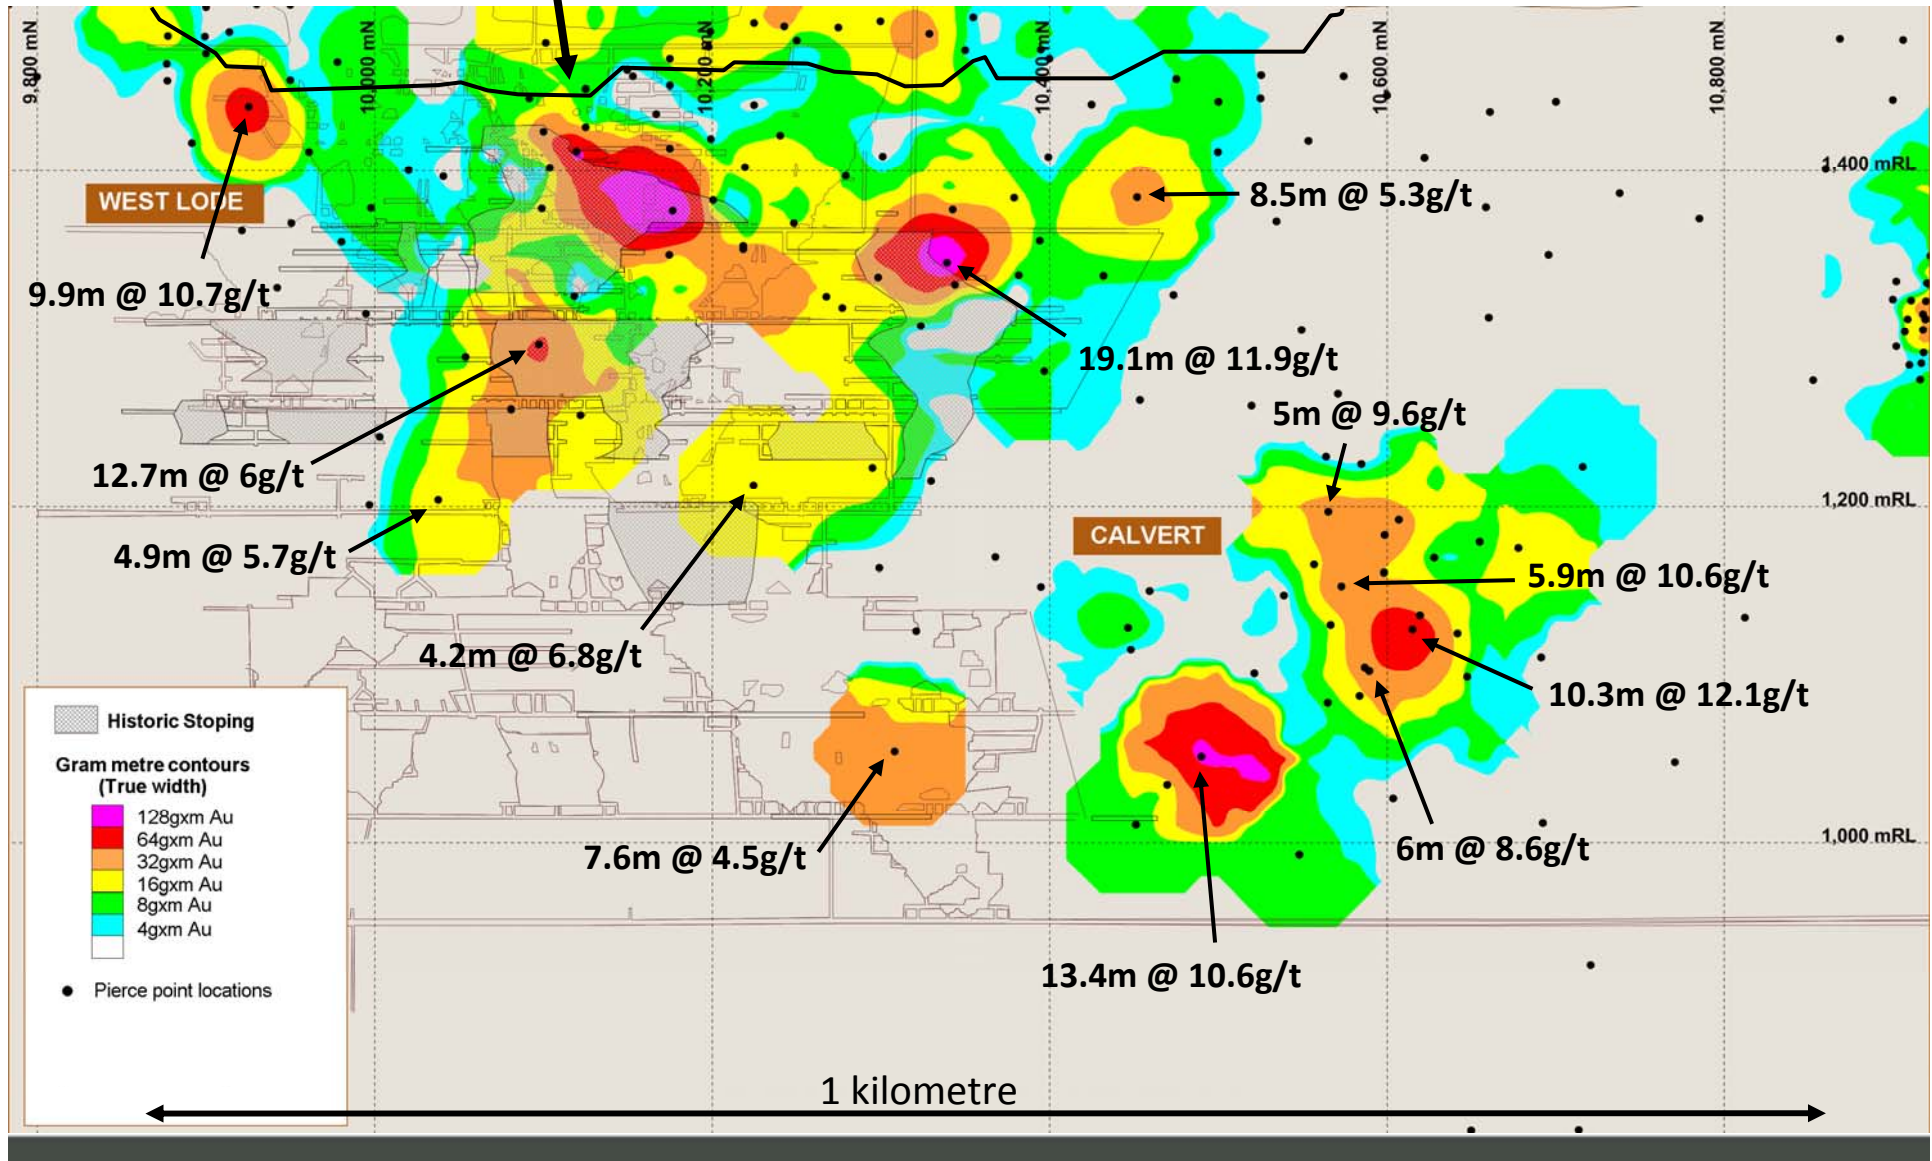 9,800 mN
10,000 mN
10,200 mN
10,400 mN
10,600 mN
10,800 mN
1,400 mRL
WEST LODE
8.5m @ 5.3g/t
9.9m @ 10.7g/t
19.1m @ 11.9g/t
5m @ 9.6g/t
12.7m @ 6g/t
1,200 mRL
CALVERT
4.9m @ 5.7g/t
5.9m @ 10.6g/t
4.2m @ 6.8g/t
10.3m @ 12.1g/t
Historic Stoping
Gram metre contours
(True width)
128gxm Au
64gxm Au
32gxm Au
16gxm Au
8gxm Au
4gxm Au
Pierce point locations
7.6m @ 4.5g/t
6m @ 8.6g/t
1,000 mRL
13.4m @ 10.6g/t
1 kilometre